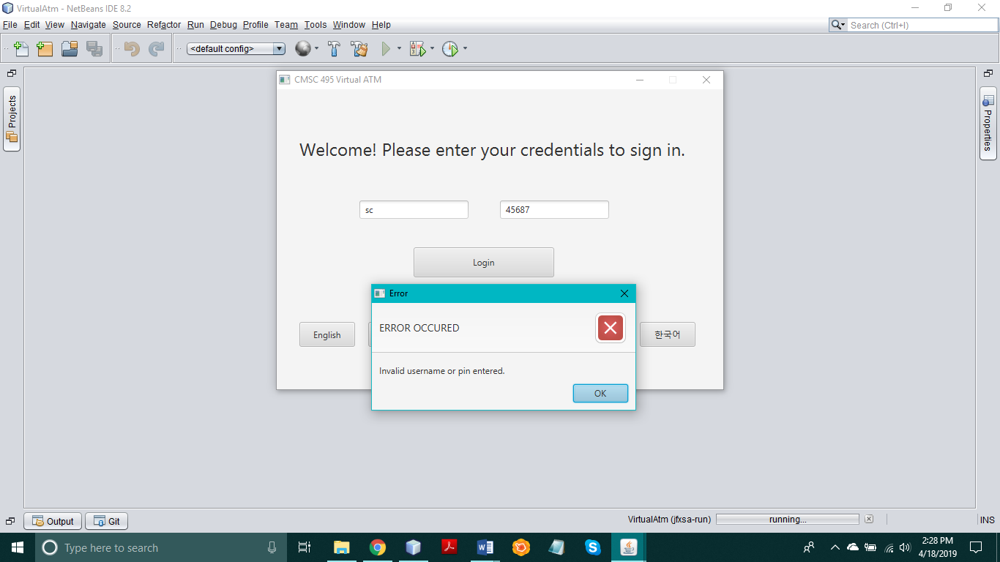 VirtualAtm - NetBeans IDE 8.2
File Edit View Navigate Source Refactor Run Debug Profile Team Tools Window Help
Search (Ctrl+I)
<default config>
Projects
Properties
CMSC 495 Virtual ATM
Welcome! Please enter your credentials to sign in.
sc 45687
Login
Error
ERROR OCCURED
English
한국어
Invalid username or pin entered.
OK
Output Git
VirtualAtm (jfxsa-run) running...
INS
Type here to search
2:28 PM
4/18/2019